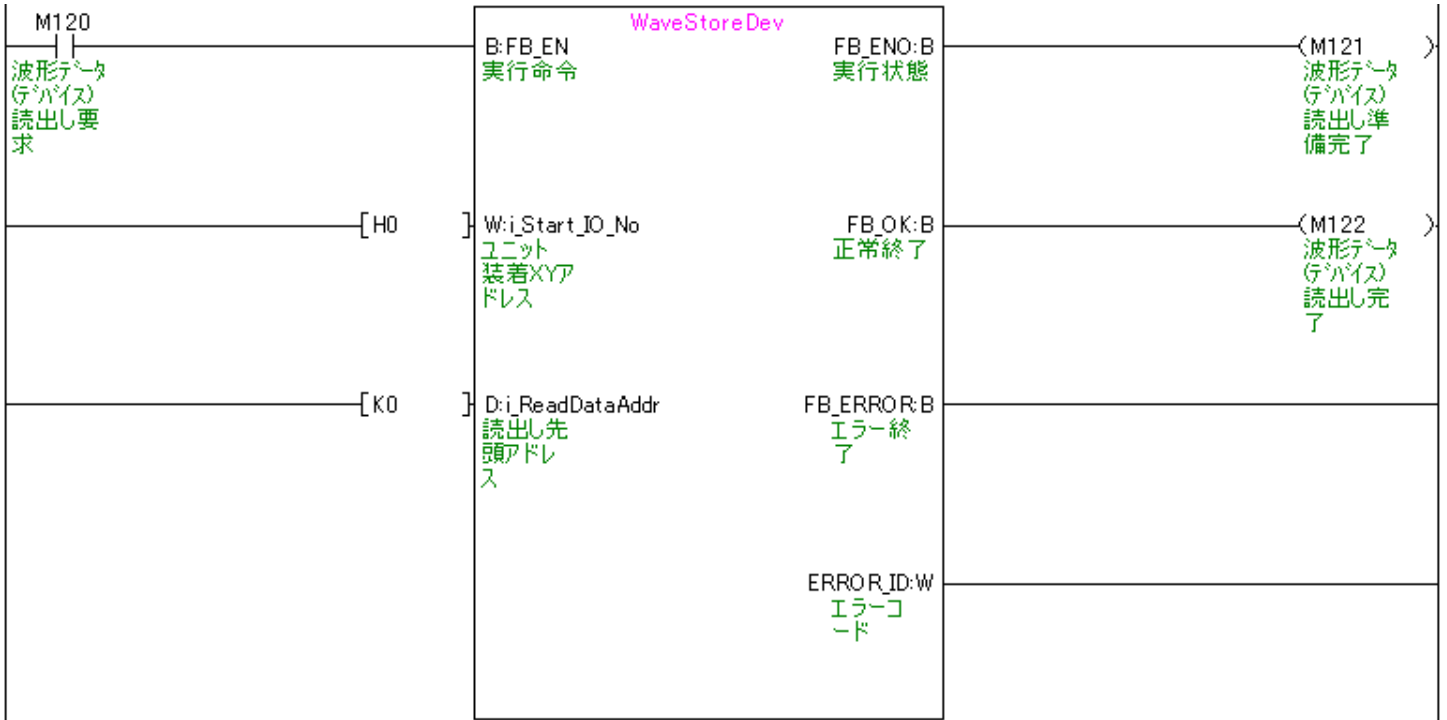 M120
波形ﾃﾞｰﾀ
(ﾃﾞﾊﾞｲｽ)
読出し要
求
WaveStoreDev
B:FB_EN
実行命令
FB_ENO:B
実行状態
(M121 )
波形ﾃﾞｰﾀ
(ﾃﾞﾊﾞｲｽ)
読出し準
備完了
[H0 ]
W:i_Start_IO_No
ユニット
装着XYア
ドレス
FB_OK:B
正常終了
(M122 )
波形ﾃﾞｰﾀ
(ﾃﾞﾊﾞｲｽ)
読出し完
了
[K0 ]
D:i_ReadDataAddr
読出し先
頭アドレ
ス
FB_ERROR:B
エラー終
了
ERROR_ID:W
エラーコ
ード